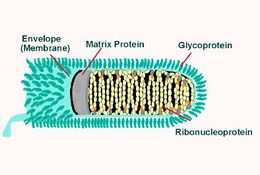 Envelope
(Membrane)
Matrix Protein
Glycoprotein
Ribonucleoprotein